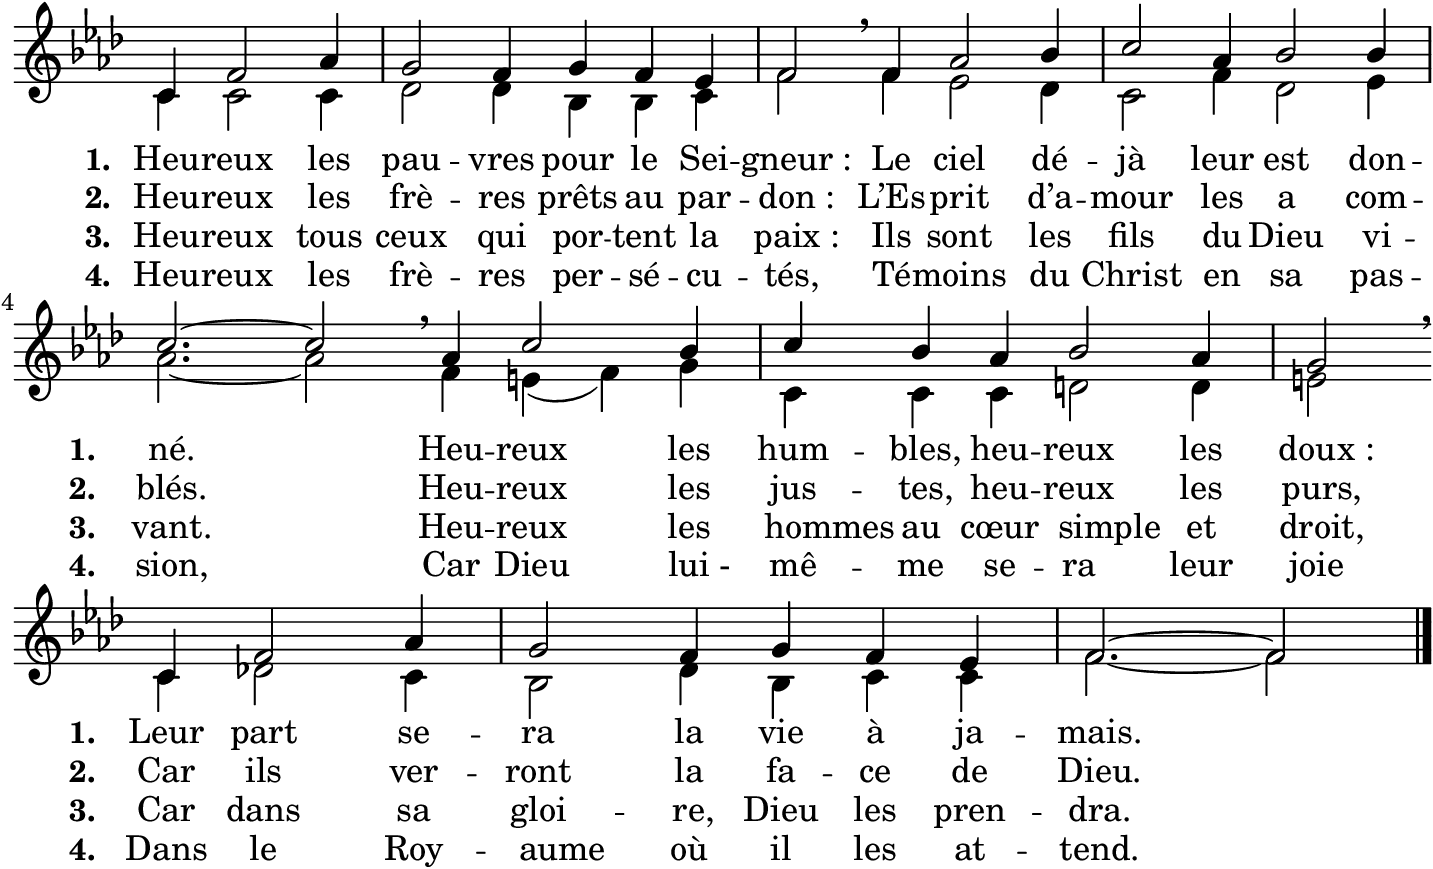 1. Heureux les pau -- vres pour le Sei -- gneur : Le ciel dé -- jà leur est don --
2. Heureux les frè -- res prêts au par -- don : L’Esprit d’a -- mour les a com --
3. Heureux tous ceux qui por -- tent la paix : Ils sont les fils du Dieu vi --
4. Heureux les frè -- res per -- sé -- cu -- tés, Témoins du Christ en sa pas --
4
1. né. Heu -- reux les hum -- bles, heu -- reux les doux :
2. blés. Heu -- reux les jus -- tes, heu -- reux les purs,
3. vant. Heu -- reux les hommes au cœur simple et droit,
4. sion, Car Dieu lui - mê -- me se -- ra leur joie
1. Leur part se -- ra la vie à ja -- mais.
2. Car ils ver -- ront la fa -- ce de Dieu.
3. Car dans sa gloi -- re, Dieu les pren -- dra.
4. Dans le Roy -- aume où il les at -- tend.